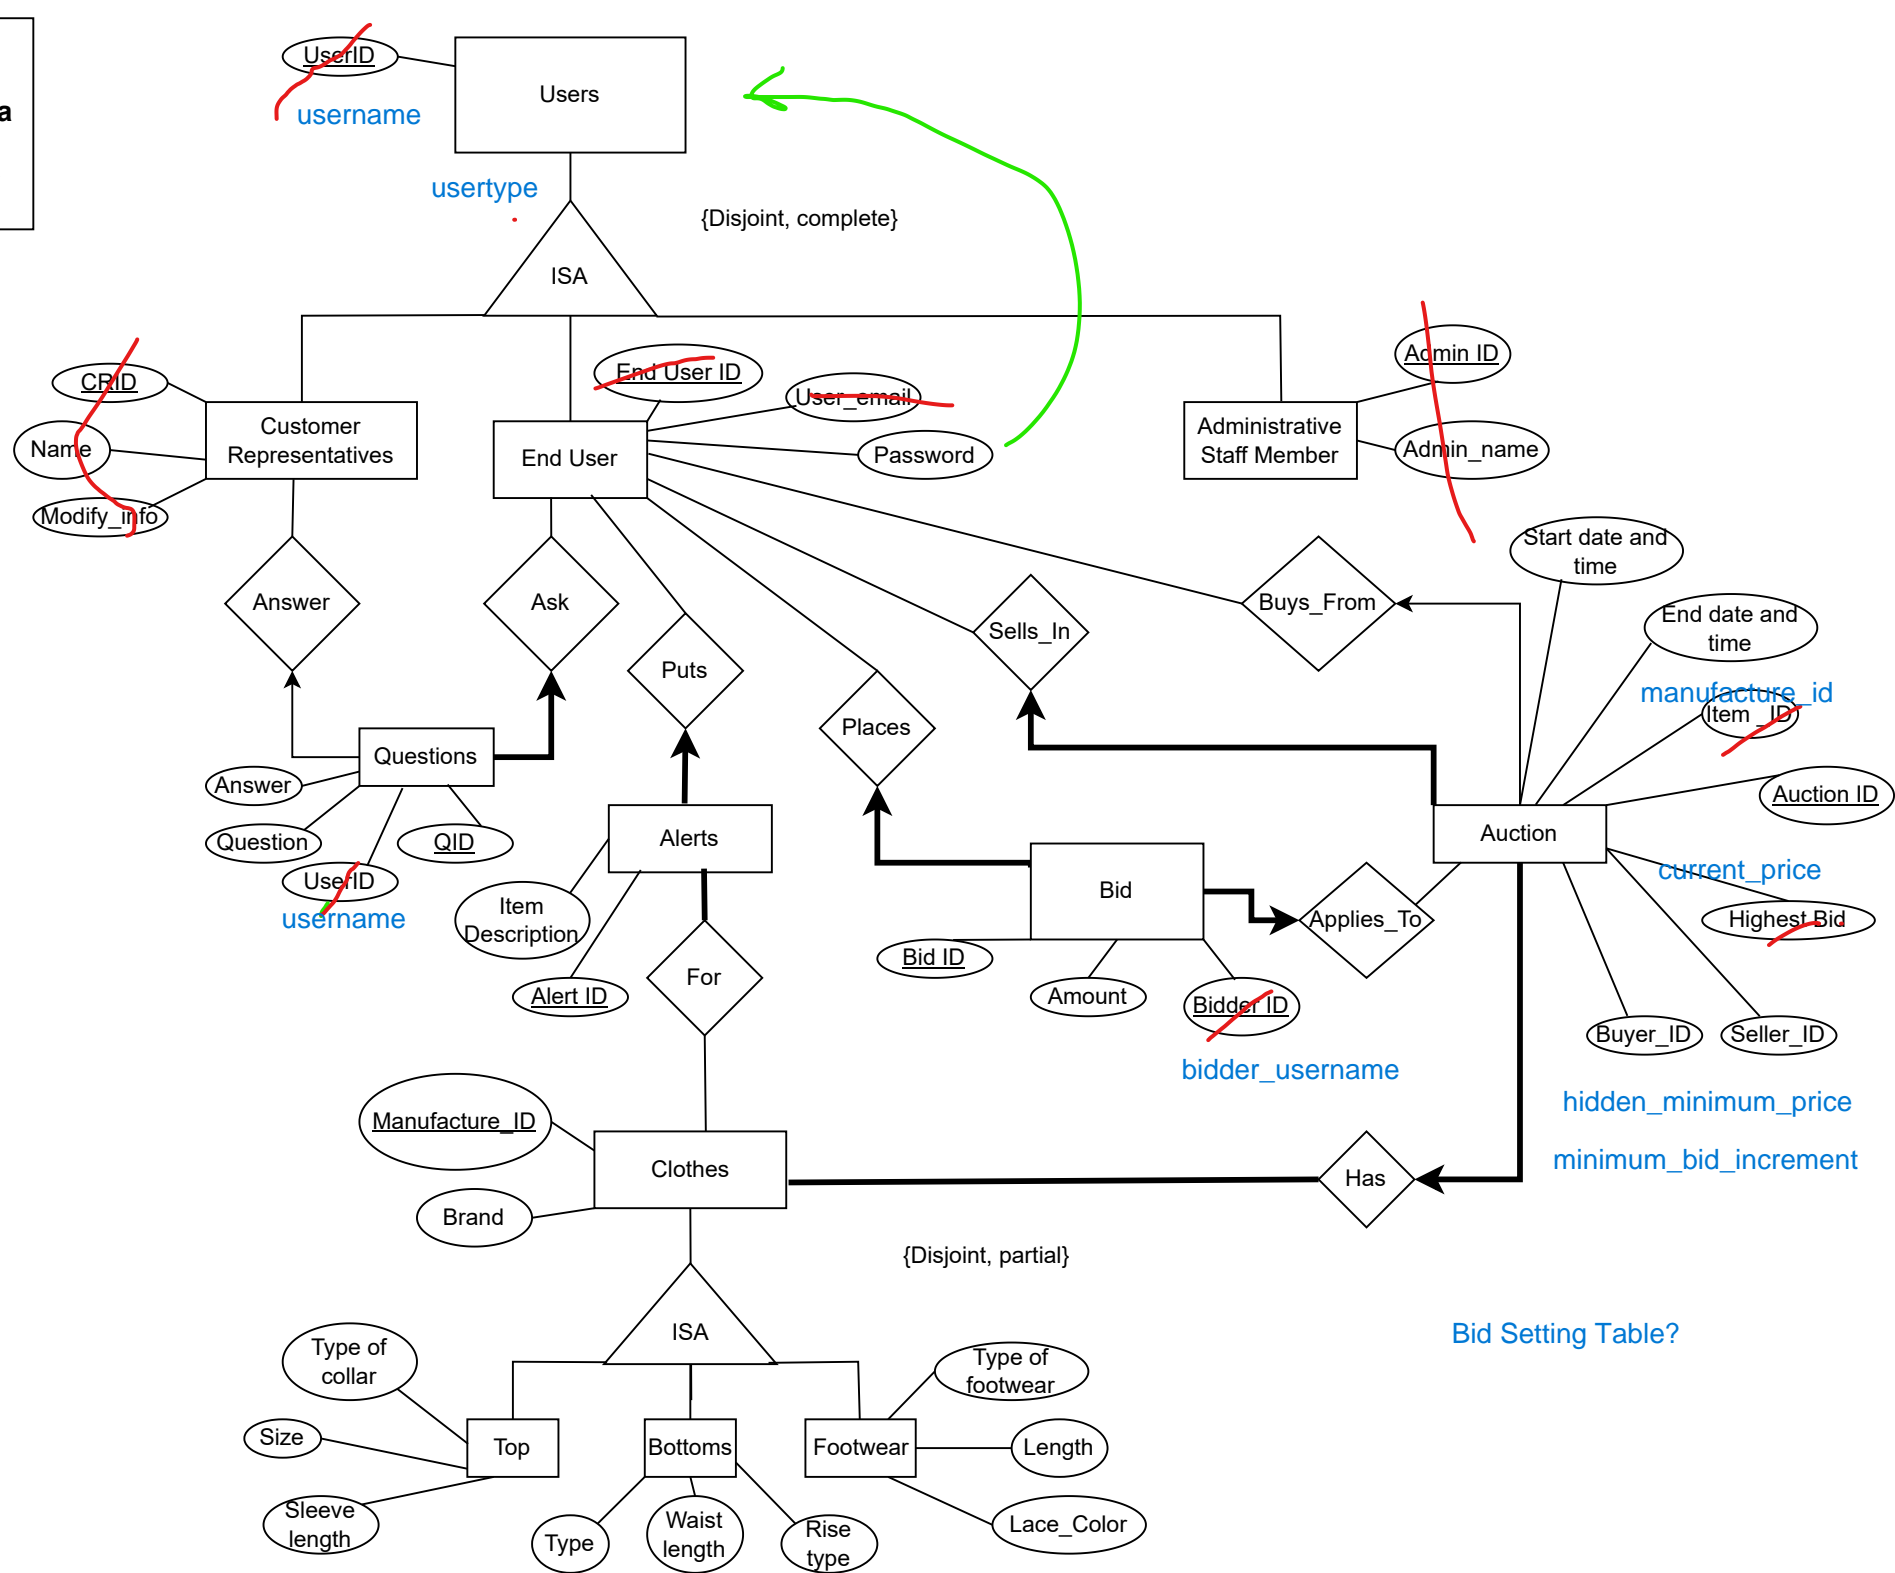 a
UserID
Users
username
usertype
{Disjoint, complete}
ISA
CRID
Name
Modify_info
Customer
Representatives
End User ID
User_email
Password
End User
Admin ID
Admin_name
Administrative
Staff Member
Answer
Ask
Puts
Places
Sells_In
Buys_From
Start date and
time
End date and
time
manufacture_id
Item _ID
Auction ID
Auction
current_price
Highest Bid
Buyer_ID
Seller_ID
hidden_minimum_price
minimum_bid_increment
Questions
Answer
Question
UserID
username
QID
Alerts
Item
Description
Alert ID
For
Bid
Bid ID
Amount
Bidder ID
bidder_username
Applies_To
Manufacture_ID
Brand
Clothes
Has
{Disjoint, partial}
ISA
Bid Setting Table?
Type of
collar
Size
Sleeve
length
Top
Bottoms
Type
Waist
length
Rise
type
Footwear
Type of
footwear
Length
Lace_Color